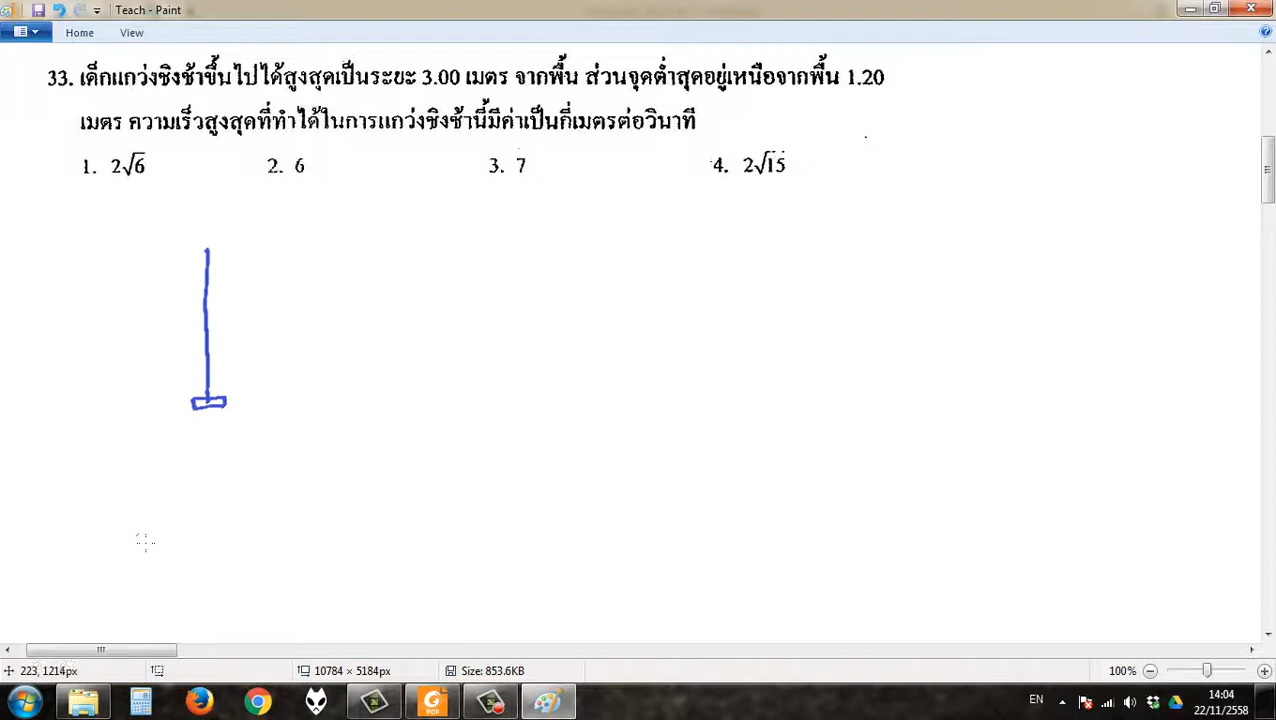 Teach - Paint
Home View
33. เด็กแกว่งชิงช้าขึ้นไปได้สูงสุดเป็นระยะ 3.00 เมตร จากพื้น ส่วนจุดต่ำสุดอยู่เหนือจากพื้น 1.20
เมตร ความเร็วสูงสุดที่ทำได้ในการแกว่งชิงช้านี้มีค่าเป็นกี่เมตรต่อวินาที
1. 2√6 2. 6 3. 7 4. 2√15
223, 1214px 10784 × 5184px Size: 853.6KB 100%
PDF
EN 14:04
22/11/2558